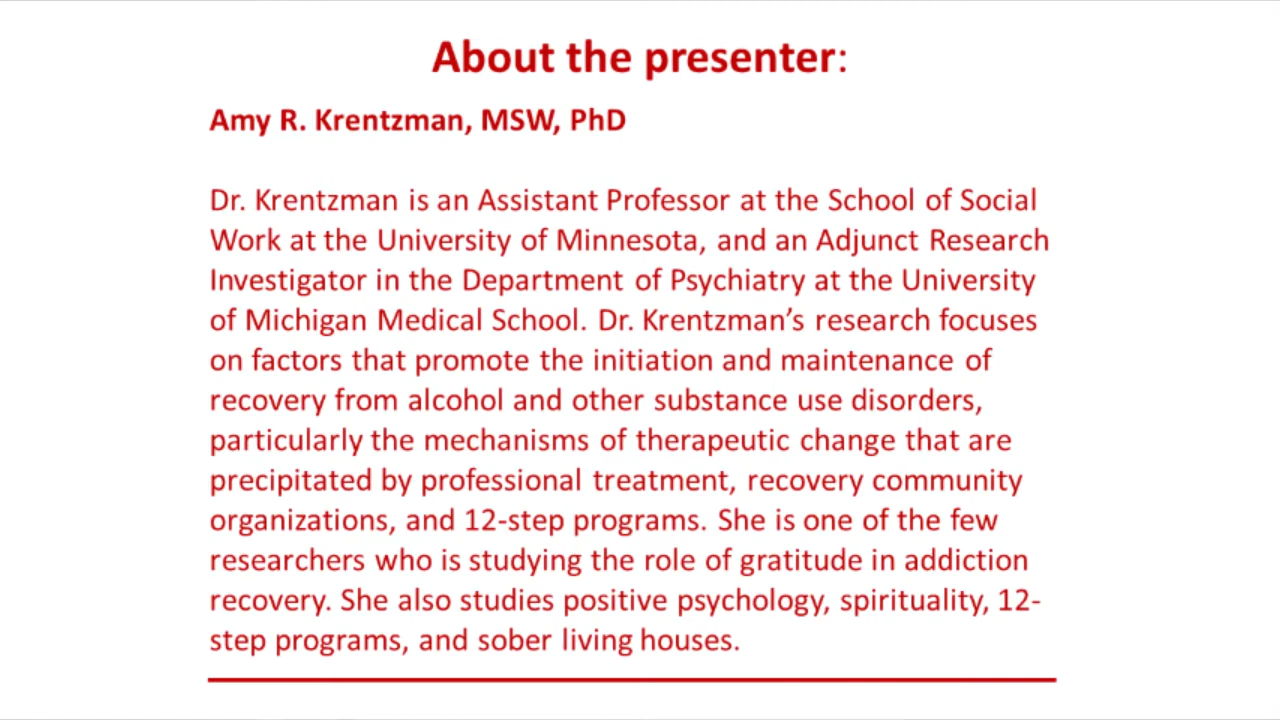 About the presenter:
Amy R. Krentzman, MSW, PhD
Dr. Krentzman is an Assistant Professor at the School of Social
Work at the University of Minnesota, and an Adjunct Research
Investigator in the Department of Psychiatry at the University
of Michigan Medical School. Dr. Krentzman’s research focuses
on factors that promote the initiation and maintenance of
recovery from alcohol and other substance use disorders,
particularly the mechanisms of therapeutic change that are
precipitated by professional treatment, recovery community
organizations, and 12-step programs. She is one of the few
researchers who is studying the role of gratitude in addiction
recovery. She also studies positive psychology, spirituality, 12-
step programs, and sober living houses.